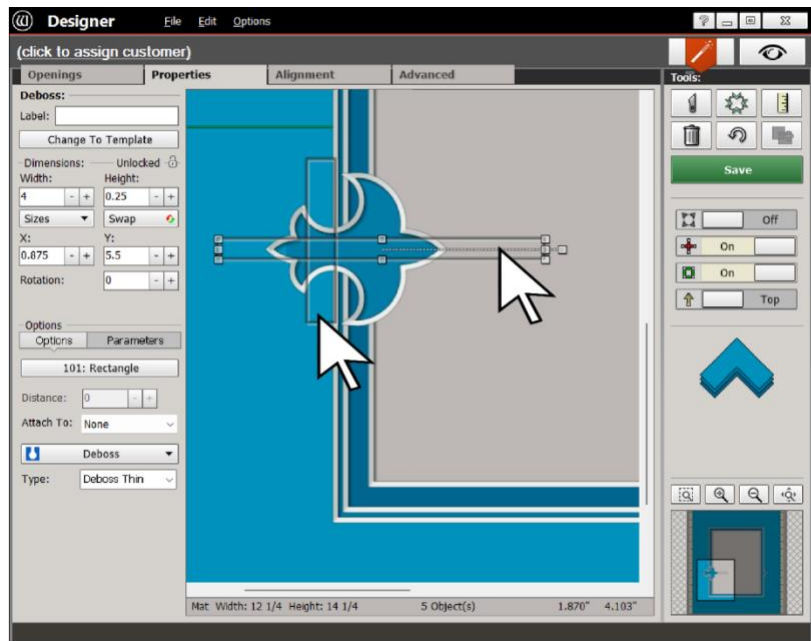 Designer File Edit Options
(click to assign customer)
Openings Properties Alignment Advanced
Tools:
Deboss:
Label:
Change To Template
Dimensions: Unlocked
Width: Height:
4 - + 0.25 - +
Sizes Swap
X: Y:
0.875 - + 5.5 - +
Rotation: 0 - +
Options
Options Parameters
101: Rectangle
Distance: 0 - +
Attach To: None
Deboss
Type: Deboss Thin
Save
Off
On
On
Top
Mat Width: 12 1/4 Height: 14 1/4 5 Object(s) 1.870" 4.103"